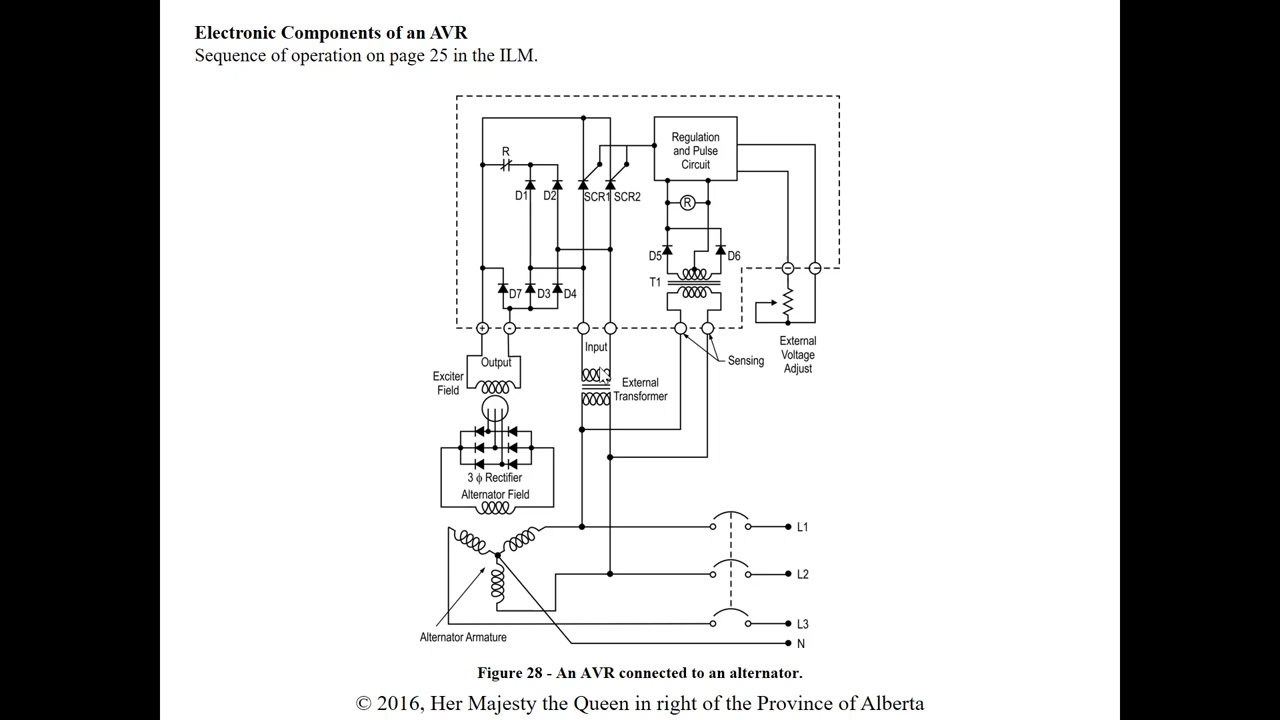 Electronic Components of an AVR
Sequence of operation on page 25 in the ILM.
Regulation
and Pulse
Circuit
R
D1
D2
SCR1
SCR2
R
D5
D6
T1
D7
D3
D4
+
-
Input
Output
Sensing
External
Voltage
Adjust
Exciter
Field
External
Transformer
3 ϕ Rectifier
Alternator Field
L1
L2
L3
N
Alternator Armature
Figure 28 - An AVR connected to an alternator.
© 2016, Her Majesty the Queen in right of the Province of Alberta